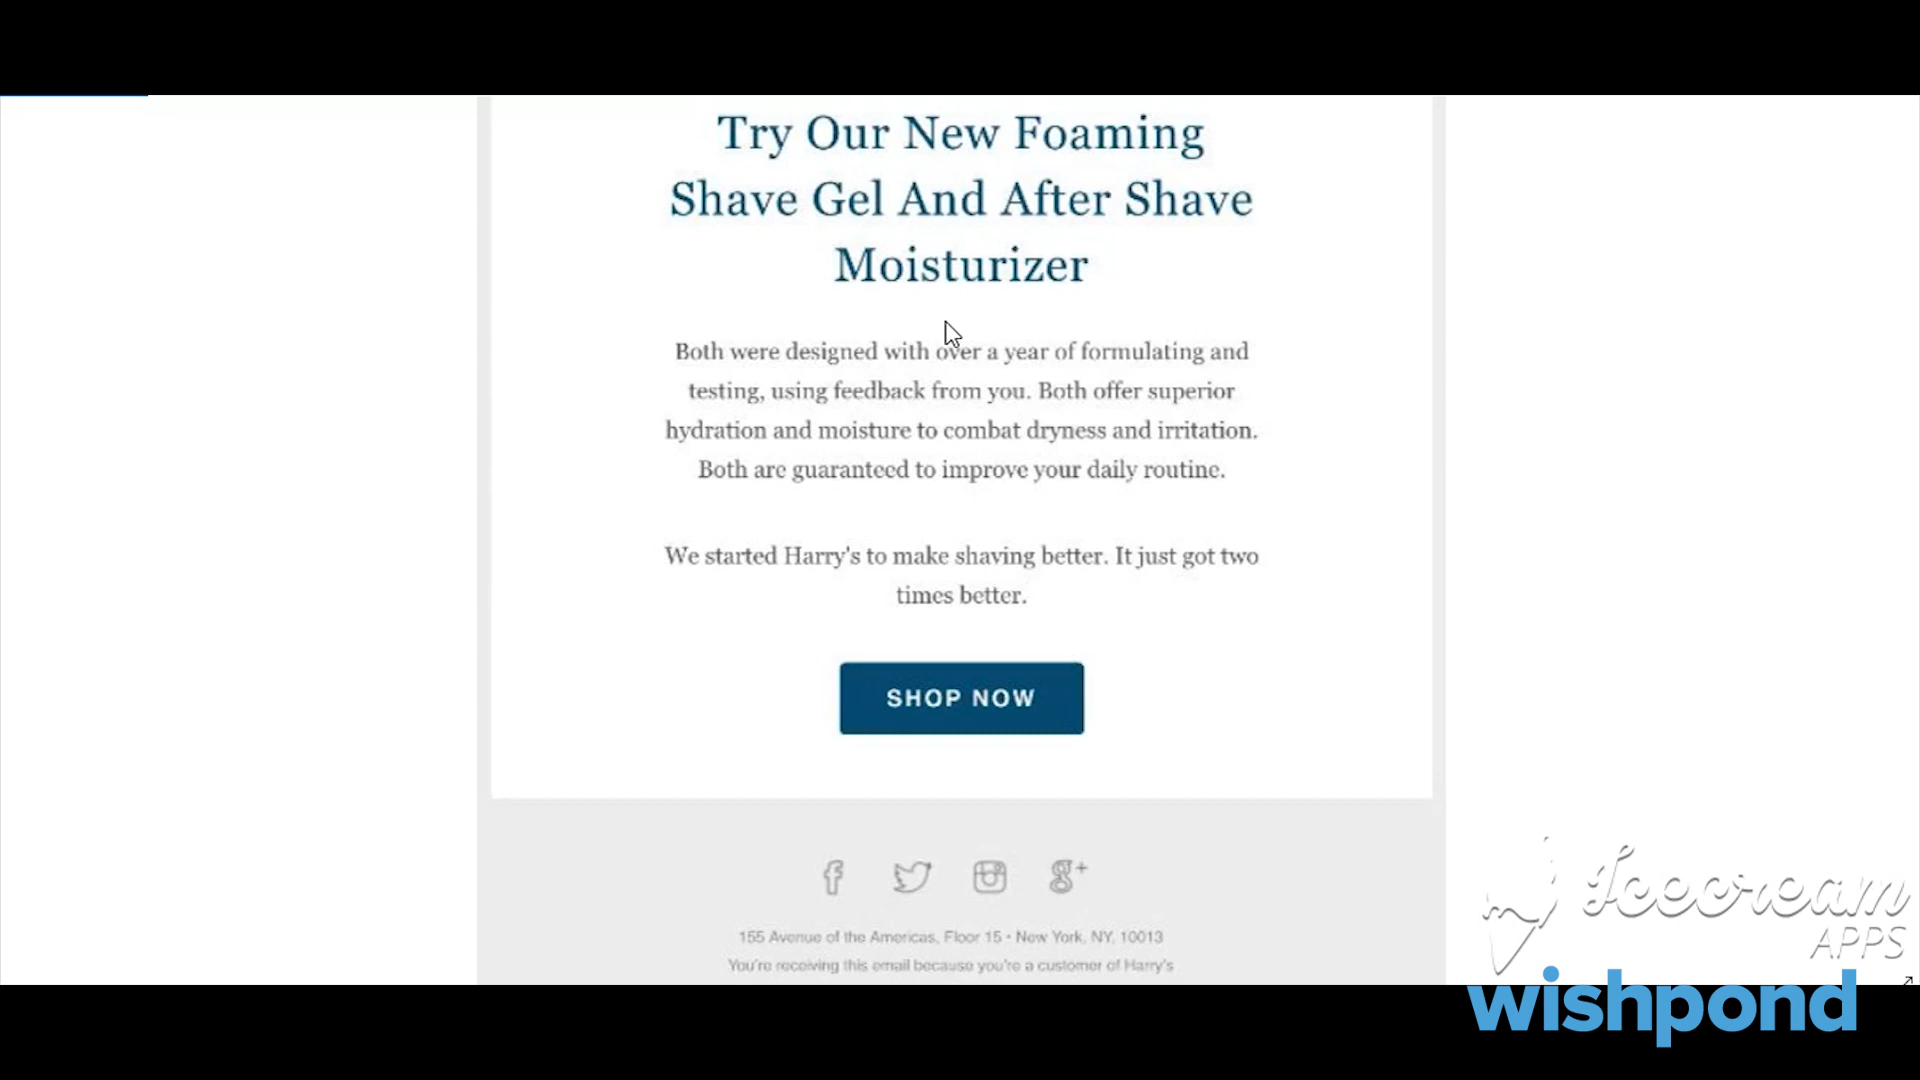 Try Our New Foaming
Shave Gel And After Shave
Moisturizer
Both were designed with over a year of formulating and
testing, using feedback from you. Both offer superior
hydration and moisture to combat dryness and irritation.
Both are guaranteed to improve your daily routine.
We started Harry's to make shaving better. It just got two
times better.
SHOP NOW
155 Avenue of the Americas, Floor 15 • New York, NY, 10013
You're receiving this email because you're a customer of Harry's
Icecream
APPS
wishpond